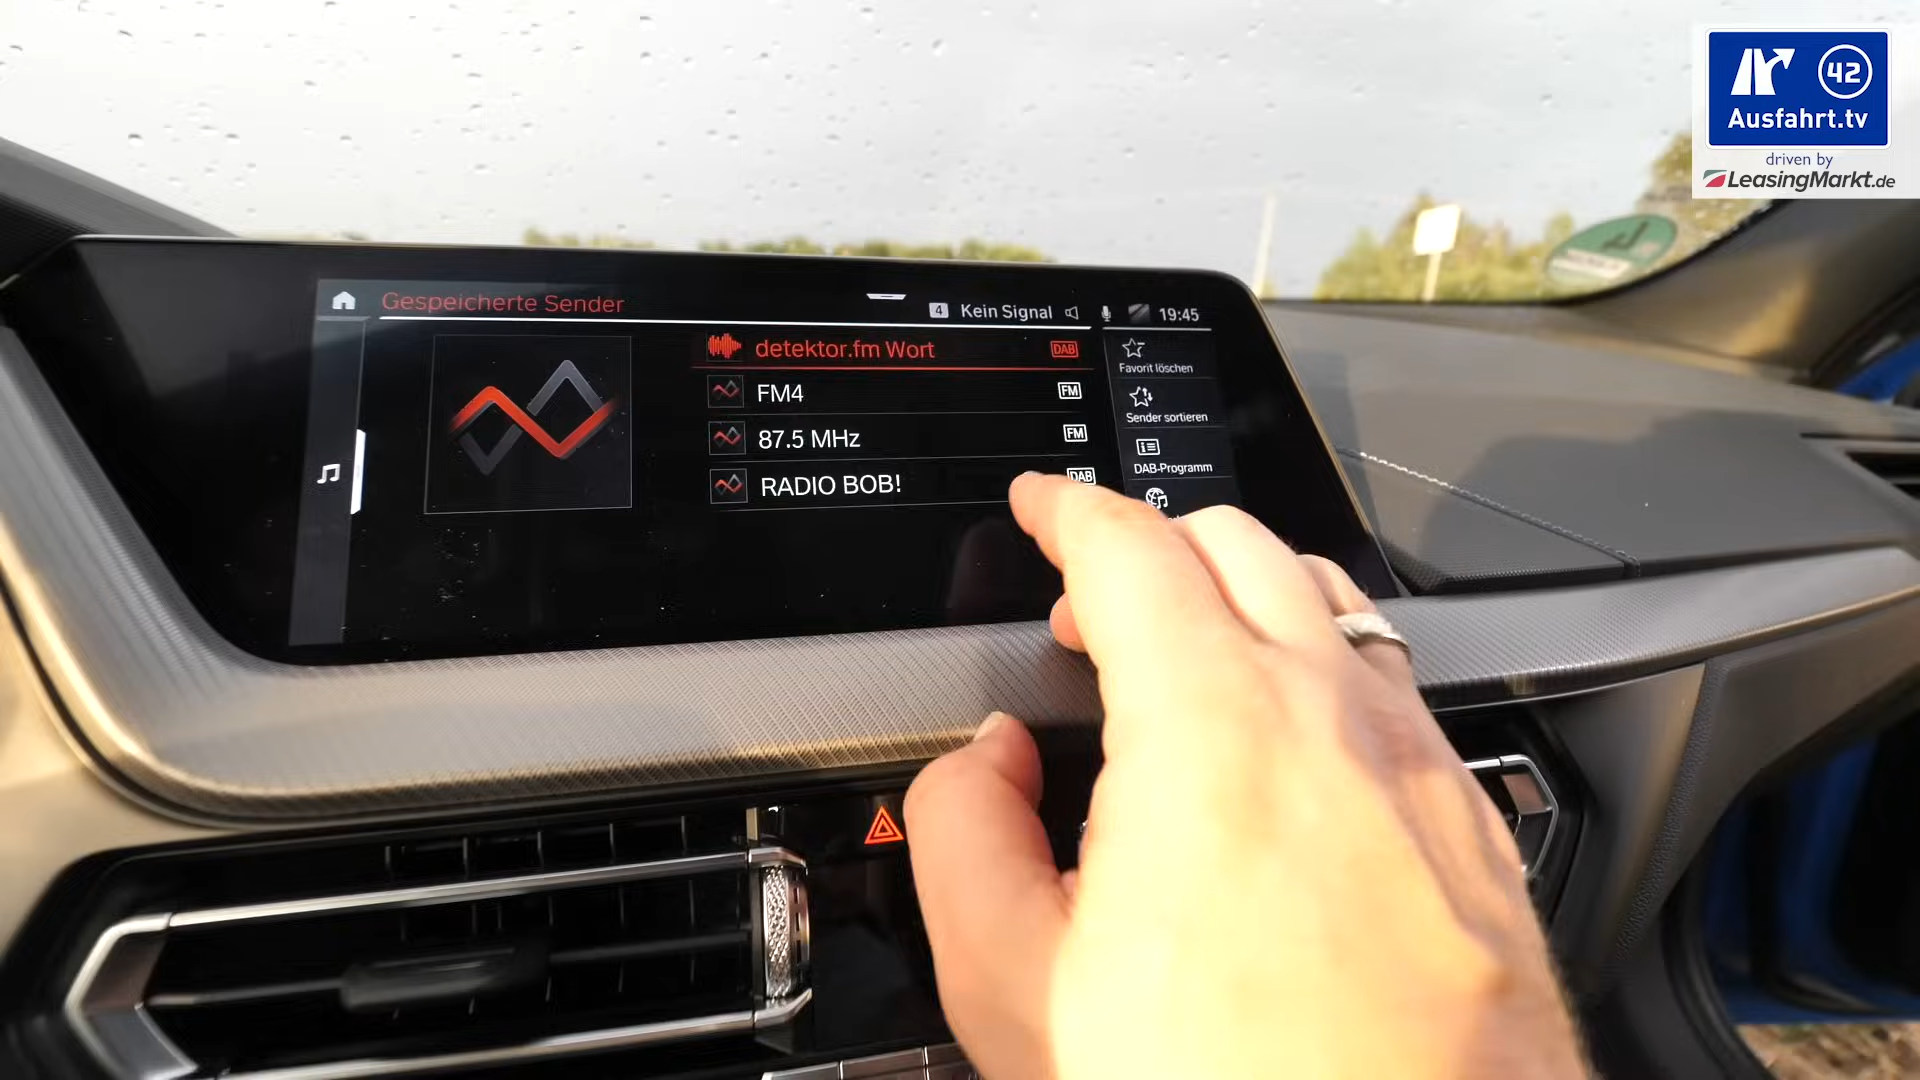 42
Ausfahrt.tv
driven by
LeasingMarkt.de
Gespeicherte Sender
4 Kein Signal
19:45
detektor.fm Wort DAB
FM4 FM
87.5 MHz FM
RADIO BOB! DAB
Favorit löschen
Sender sortieren
DAB-Programm